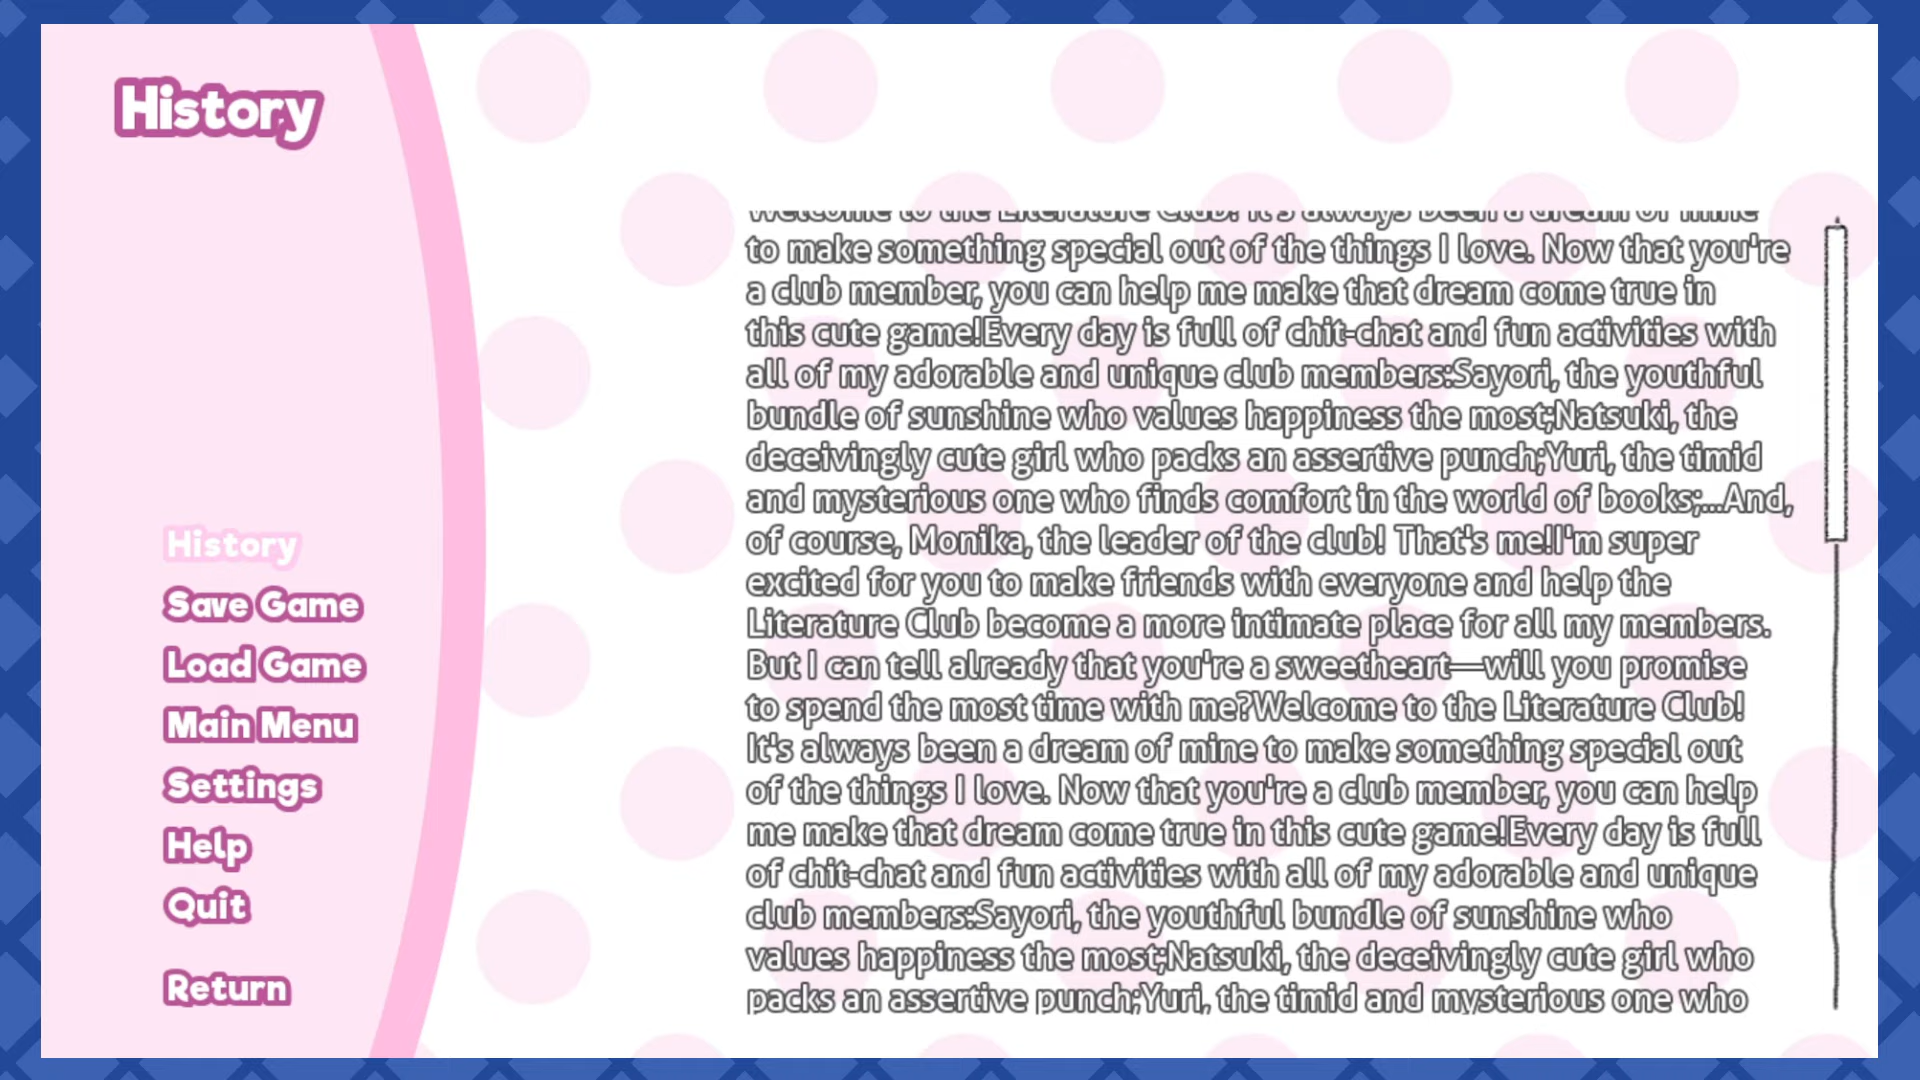 History
History
Save Game
Load Game
Main Menu
Settings
Help
Quit
Return
Welcome to the Literature Club! It's always been a dream of mine
to make something special out of the things I love. Now that you're
a club member, you can help me make that dream come true in
this cute game!Every day is full of chit-chat and fun activities with
all of my adorable and unique club members:Sayori, the youthful
bundle of sunshine who values happiness the most;Natsuki, the
deceivingly cute girl who packs an assertive punch;Yuri, the timid
and mysterious one who finds comfort in the world of books;...And,
of course, Monika, the leader of the club! That's me!I'm super
excited for you to make friends with everyone and help the
Literature Club become a more intimate place for all my members.
But I can tell already that you're a sweetheart—will you promise
to spend the most time with me?Welcome to the Literature Club!
It's always been a dream of mine to make something special out
of the things I love. Now that you're a club member, you can help
me make that dream come true in this cute game!Every day is full
of chit-chat and fun activities with all of my adorable and unique
club members:Sayori, the youthful bundle of sunshine who
values happiness the most;Natsuki, the deceivingly cute girl who
packs an assertive punch;Yuri, the timid and mysterious one who